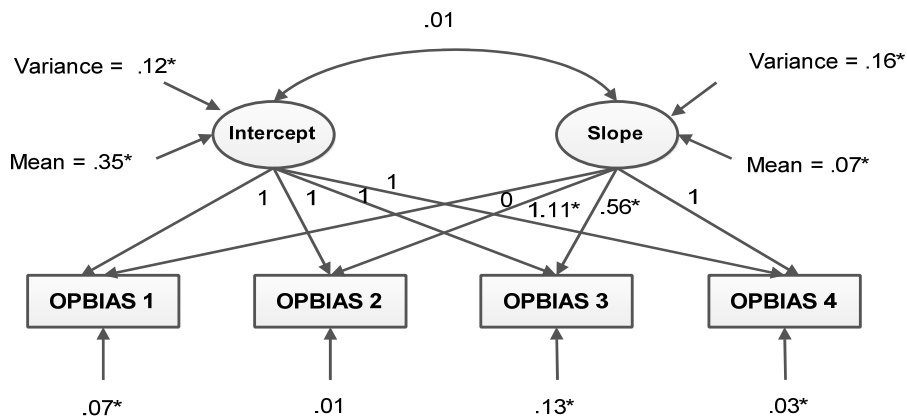 .01
Variance = .12*
Variance = .16*
Intercept
Slope
Mean = .35*
Mean = .07*
1
1
1
1
0
1.11*
.56*
1
OPBIAS 1
OPBIAS 2
OPBIAS 3
OPBIAS 4
.07*
.01
.13*
.03*